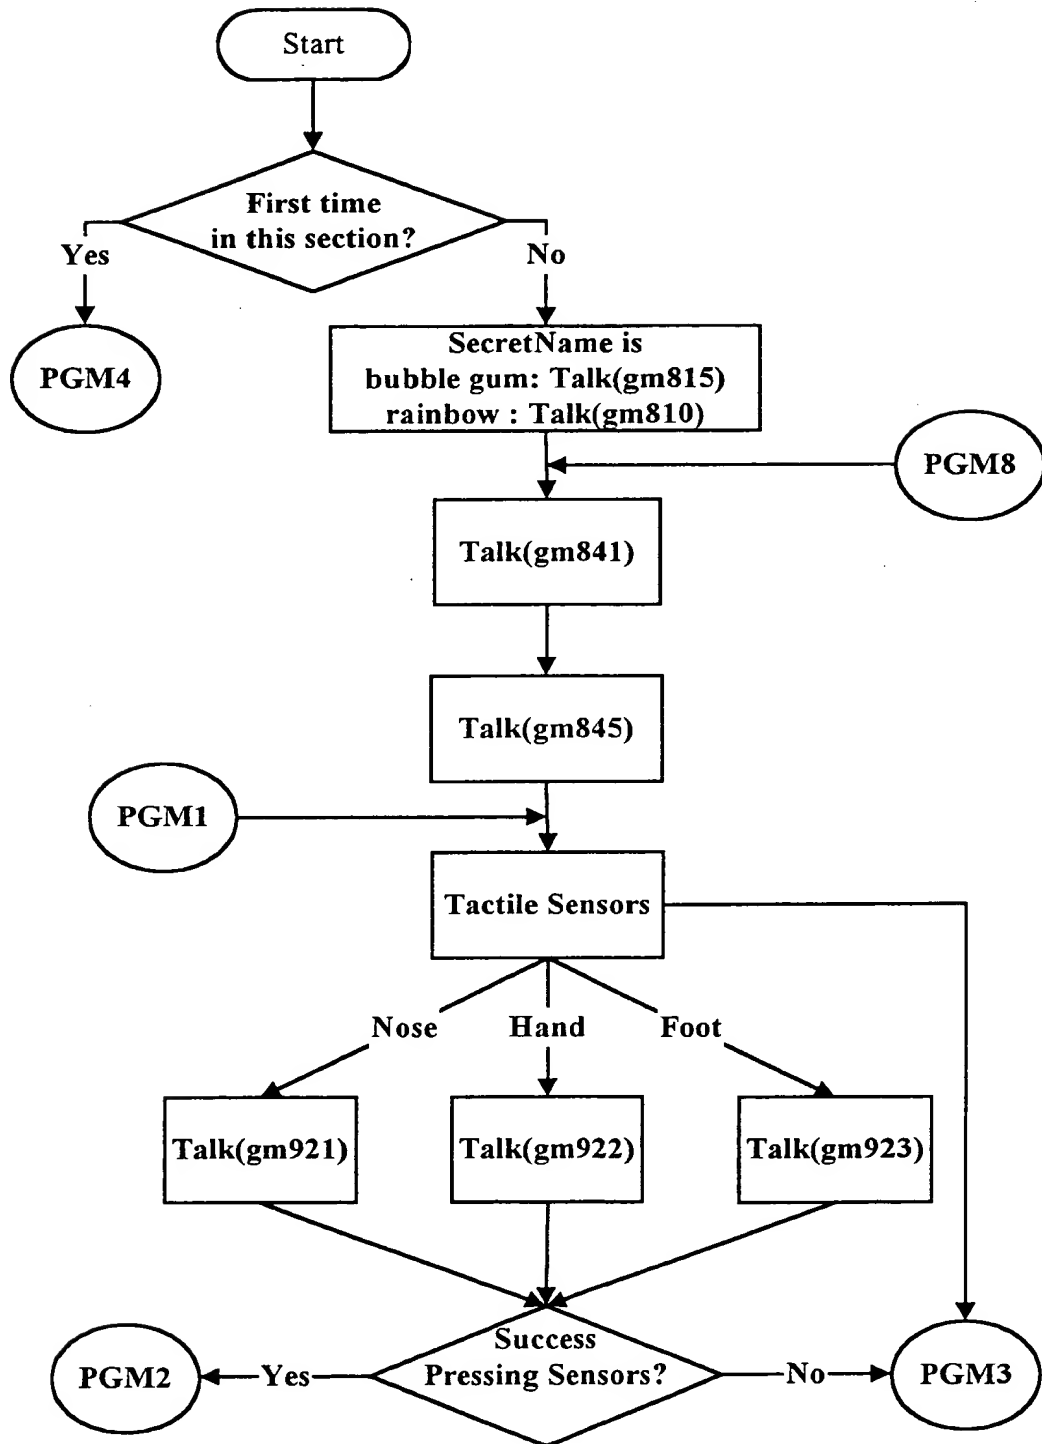 Start
First time
in this section?
Yes
No
PGM4
SecretName is
bubble gum: Talk(gm815)
rainbow : Talk(gm810)
PGM8
Talk(gm841)
Talk(gm845)
PGM1
Tactile Sensors
Nose
Hand
Foot
Talk(gm921)
Talk(gm922)
Talk(gm923)
Success
Pressing Sensors?
PGM2
Yes
No
PGM3